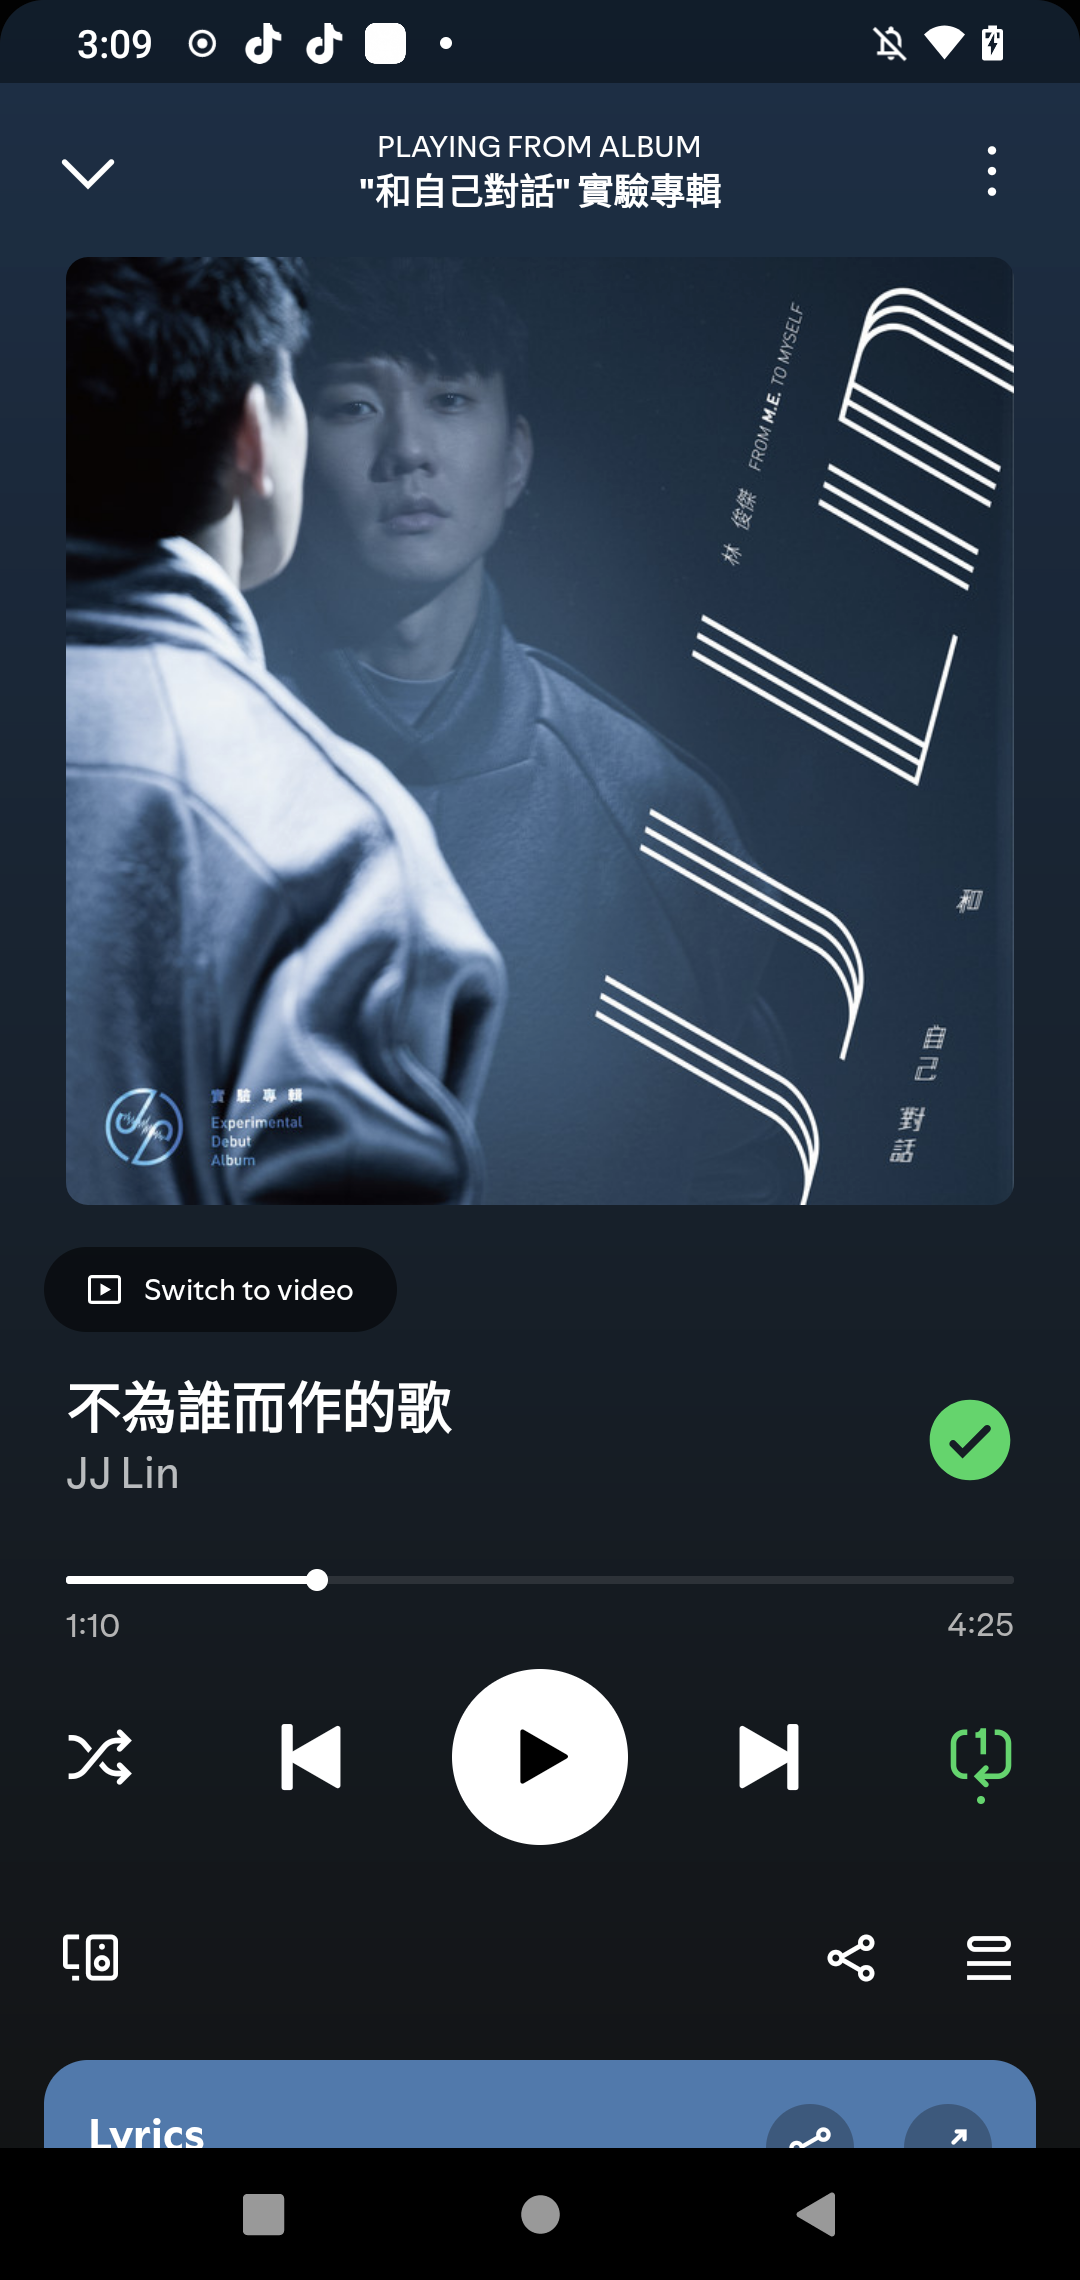 3:09
PLAYING FROM ALBUM
"和自己對話" 實驗專輯
林 俊傑 FROM M.E. TO MYSELF
和
自己
對話
實驗專輯
Experimental
Debut
Album
Switch to video
不為誰而作的歌
JJ Lin
1:10
4:25
1
Lyrics